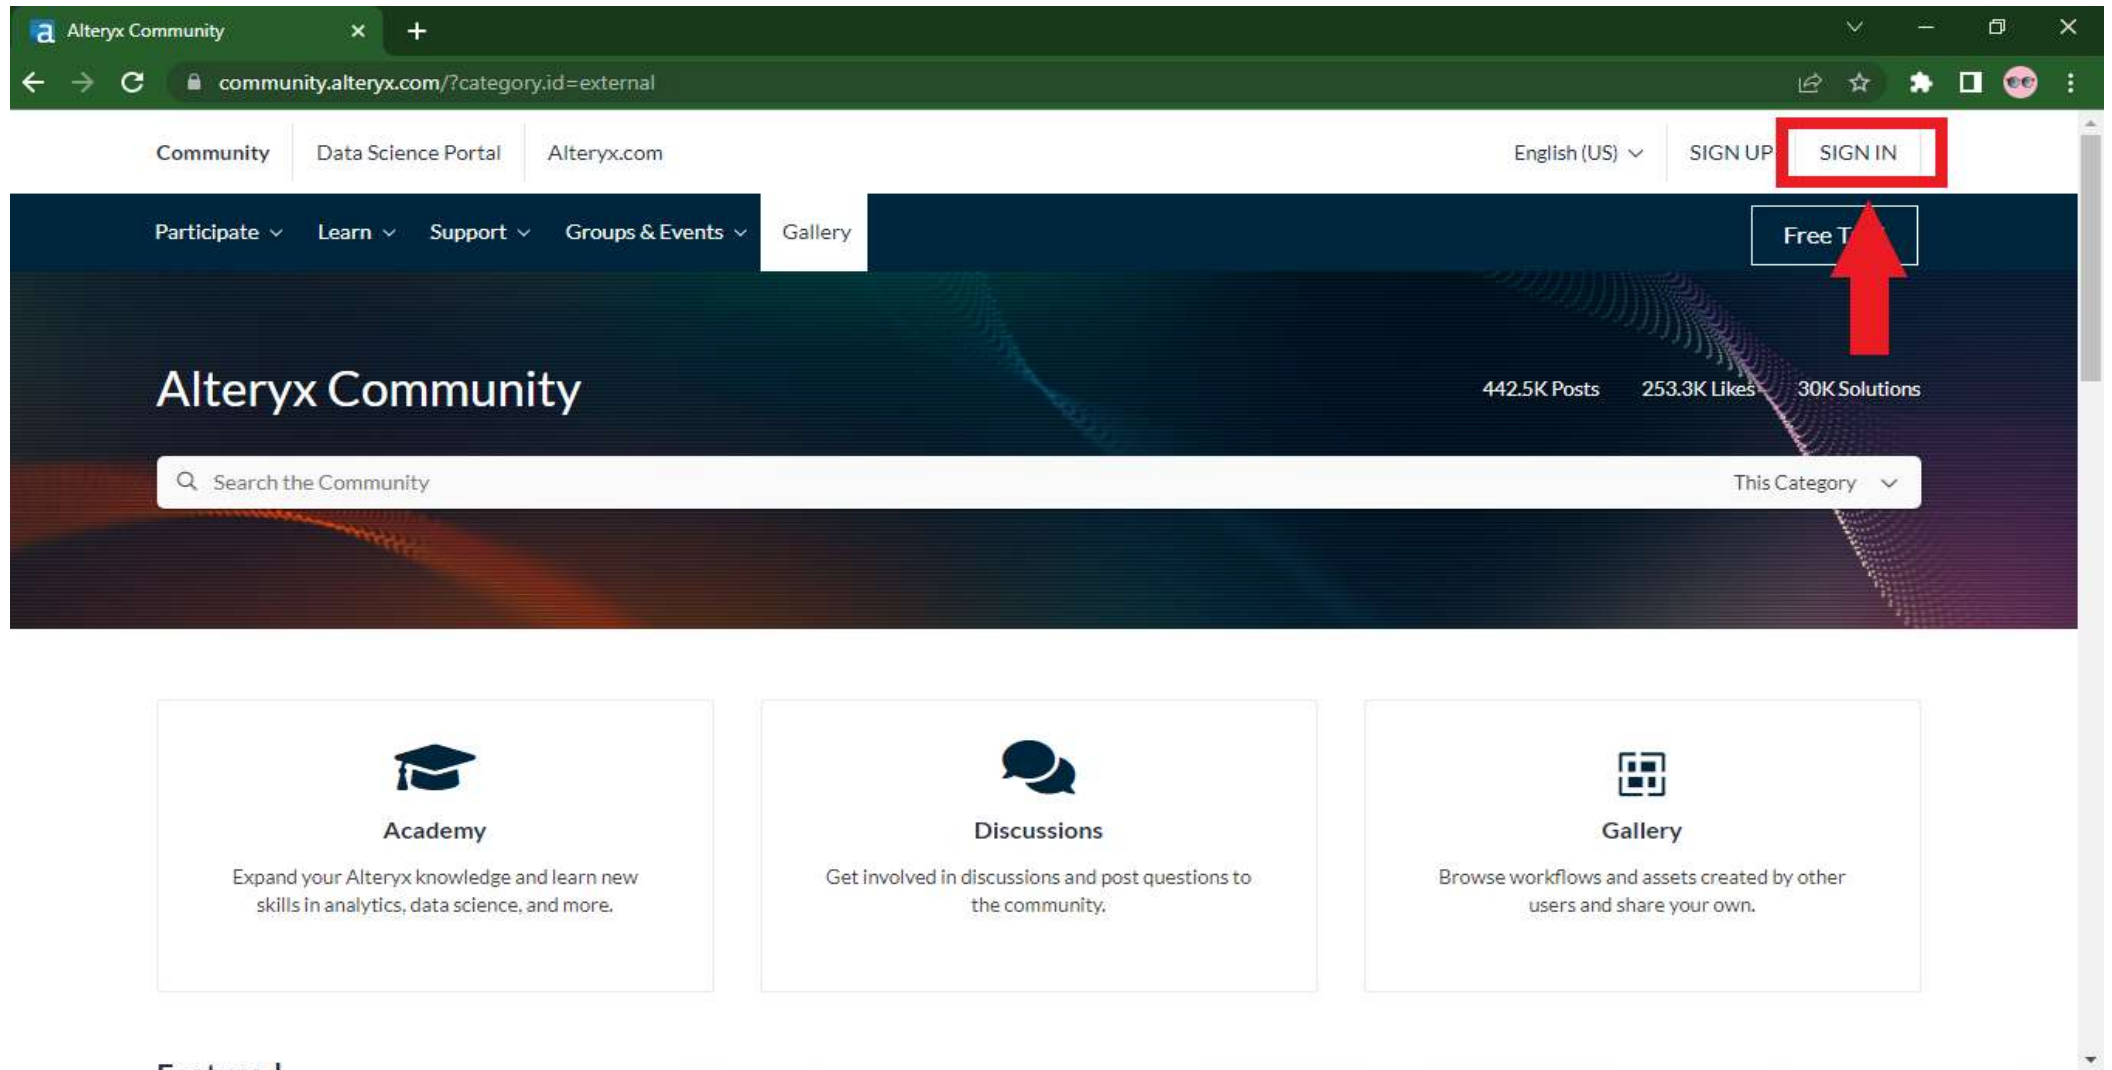 Alteryx Community
community.alteryx.com/?category.id=external
Community Data Science Portal Alteryx.com English (US) SIGN UP SIGN IN
Participate Learn Support Groups & Events Gallery Free
Alteryx Community
442.5K Posts 253.3K Likes 30K Solutions
Search the Community This Category
Academy
Expand your Alteryx knowledge and learn new
skills in analytics, data science, and more.
Discussions
Get involved in discussions and post questions to
the community.
Gallery
Browse workflows and assets created by other
users and share your own.